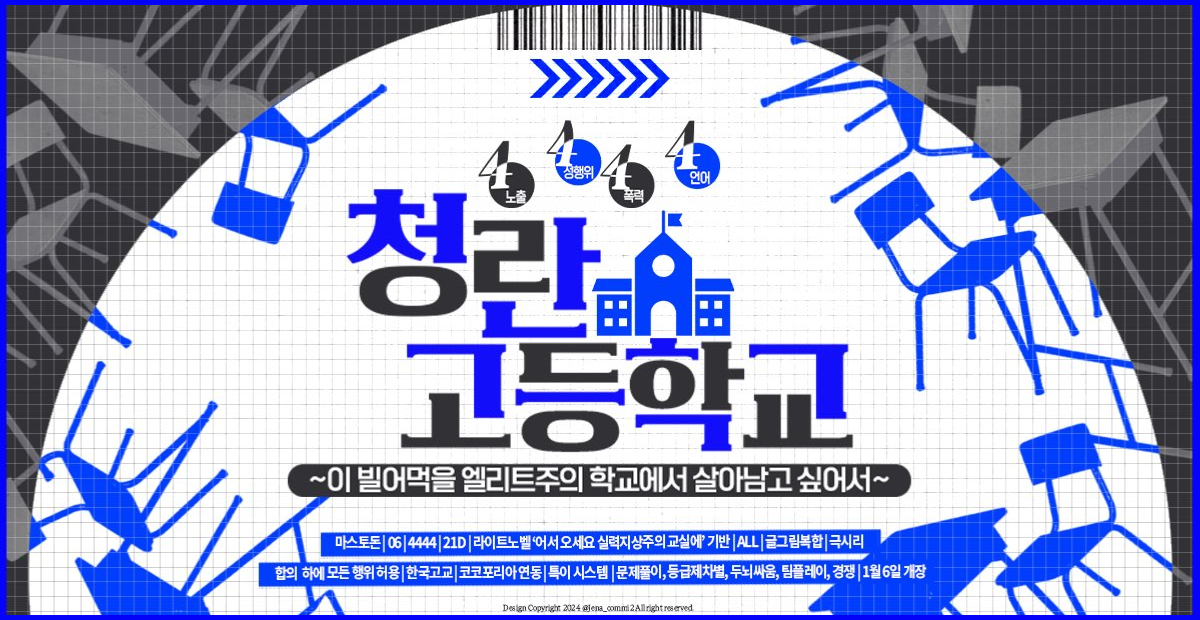 4 노출 4 성행위 4 폭력 4 언어
청란
고등학교
~이 빌어먹을 엘리트주의 학교에서 살아남고 싶어서~
마스토돈 | 06 | 4444 | 21D | 라이트노벨 '어서 오세요 실력지상주의 교실에' 기반 | ALL | 글그림복합 | 극시리
합의 하에 모든 행위 허용 | 한국고교 | 코코포리아 연동 | 특이 시스템 | 문제풀이, 등급제차별, 두뇌싸움, 팀플레이, 경쟁 | 1월 6일 개장
Design Copyright 2024 @Jena_commi2 All right reserved.